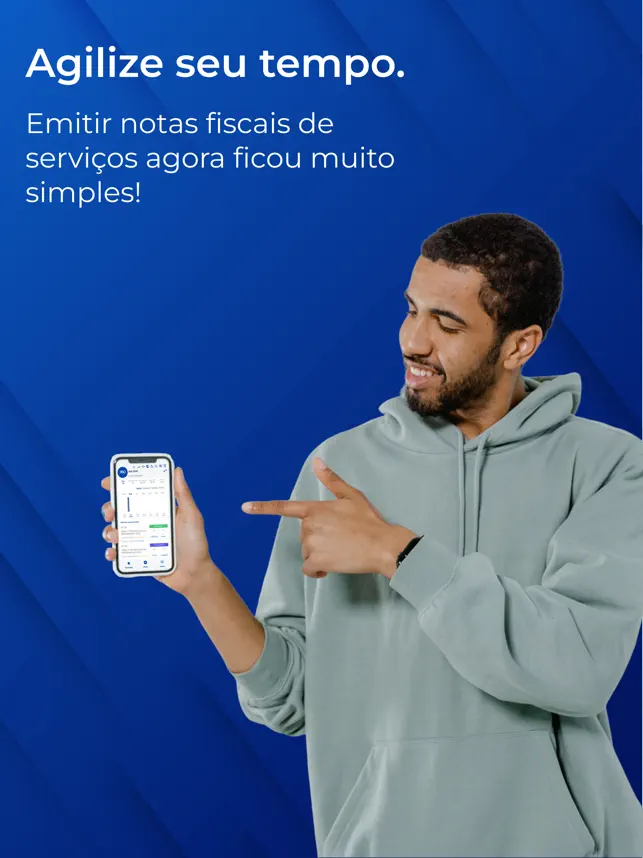 Agilize seu tempo.
Emitir notas fiscais de
serviços agora ficou muito
simples!